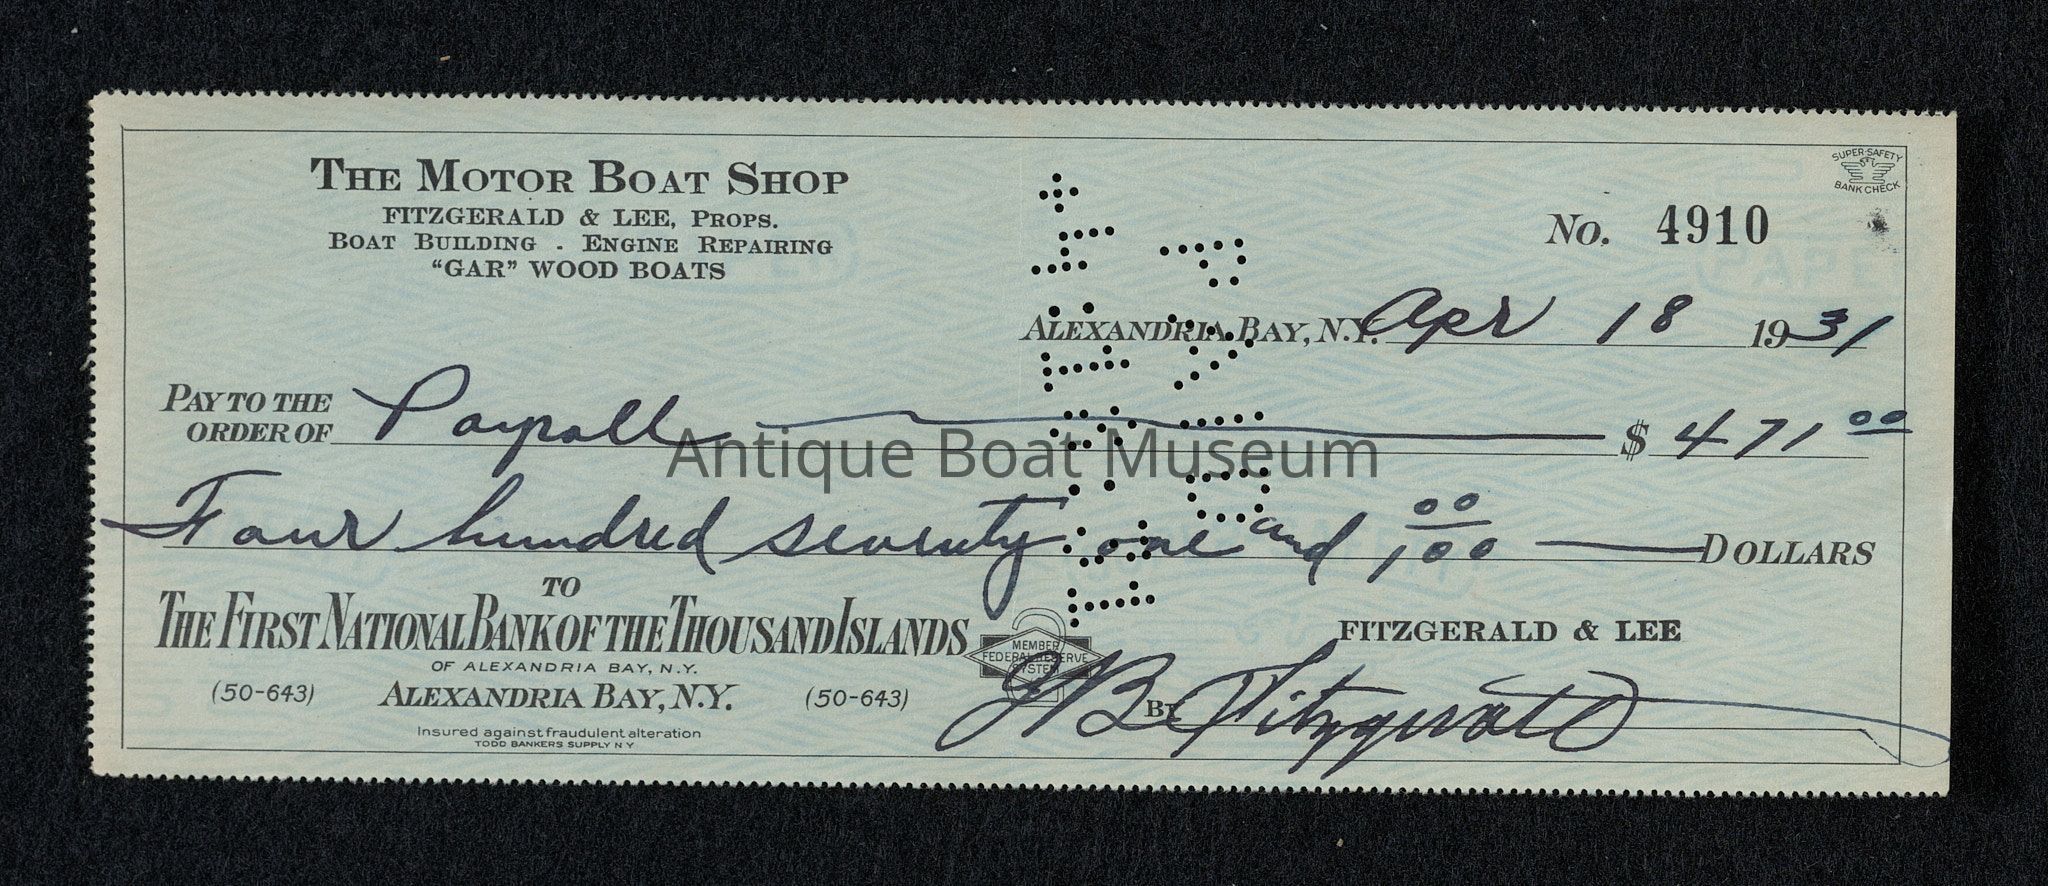 THE MOTOR BOAT SHOP
FITZGERALD & LEE, PROPS.
BOAT BUILDING . ENGINE REPAIRING
"GAR" WOOD BOATS
SUPER-SAFETY
BANK CHECK
No. 4910
ALEXANDRIA BAY, N.Y. Apr 18 1931
PAY TO THE
ORDER OF Payroll $ 471 00
Antique Boat Museum
Four hundred seventy one and 00/100 DOLLARS
TO
THE FIRST NATIONAL BANK OF THE THOUSAND ISLANDS
OF ALEXANDRIA BAY, N.Y.
(50-643) ALEXANDRIA BAY, N.Y. (50-643)
Insured against fraudulent alteration
TODD BANKERS SUPPLY N Y
MEMBER
FEDERAL RESERVE
SYSTEM
FITZGERALD & LEE
BY Fitzgerald